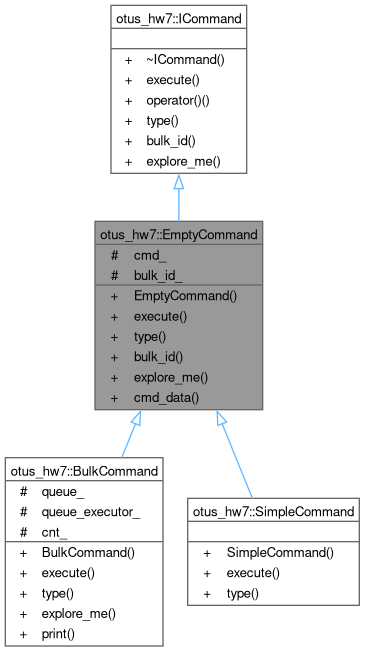 otus_hw7::ICommand
+ ~ICommand()
+ execute()
+ operator()()
+ type()
+ bulk_id()
+ explore_me()
otus_hw7::EmptyCommand
# cmd_
# bulk_id_
+ EmptyCommand()
+ execute()
+ type()
+ bulk_id()
+ explore_me()
+ cmd_data()
otus_hw7::BulkCommand
# queue_
# queue_executor_
# cnt_
+ BulkCommand()
+ execute()
+ type()
+ explore_me()
+ print()
otus_hw7::SimpleCommand
+ SimpleCommand()
+ execute()
+ type()